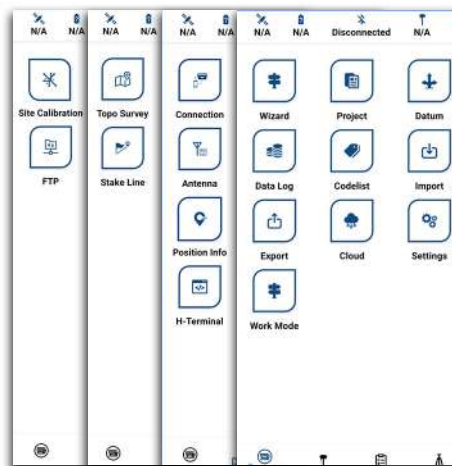 N/A N/A
Site Calibration
FTP
N/A N/A
Topo Survey
Stake Line
N/A N/A
Connection
Antenna
Position Info
H-Terminal
N/A N/A Disconnected N/A
Wizard Project Datum
Data Log Codelist Import
Export Cloud Settings
Work Mode